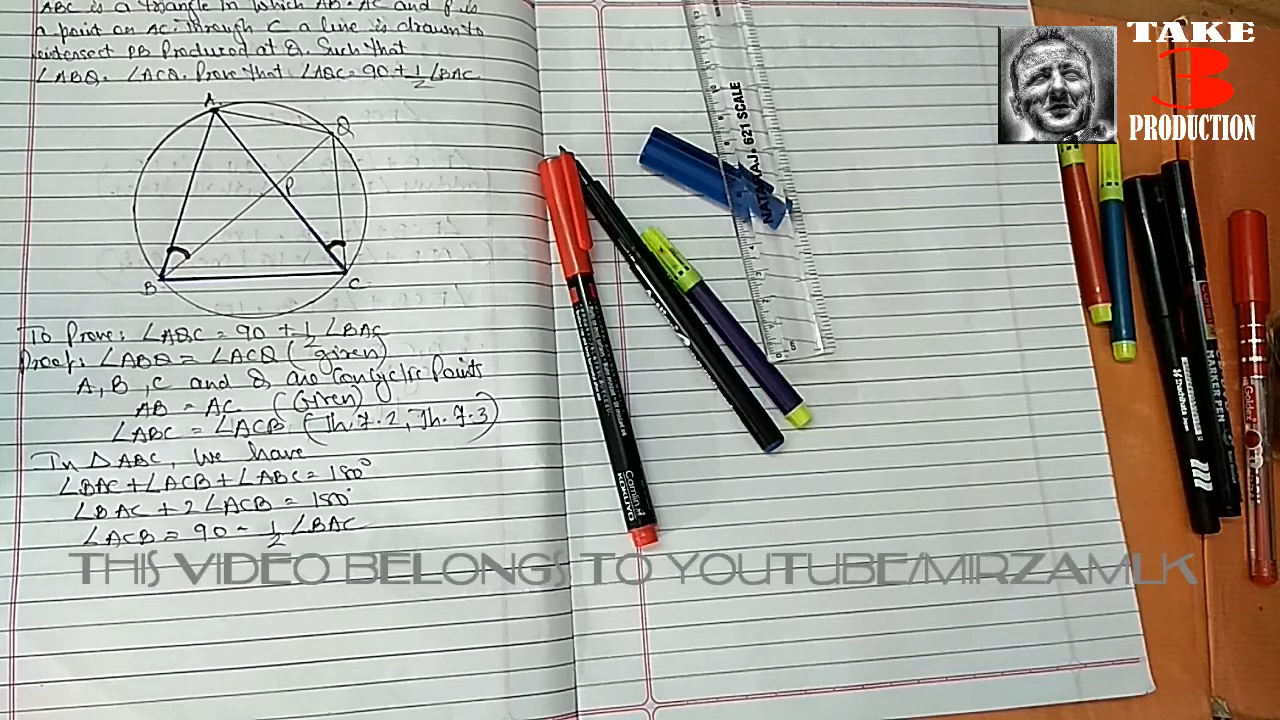 ABC is a triangle in which AB = AC and P is
a point on AC. Through C a line is drawn to
intersect PB Produced at Q. Such that
∠ABQ = ∠ACQ. Prove that ∠AQC = 90 + 1/2 ∠BAC
A
Q
P
B
C
To Prove: ∠AQC = 90 + 1/2 ∠BAC
Proof: ∠ABQ = ∠ACQ (given)
A, B, C and Q are Concyclic Points
AB = AC (Given)
∠ABC = ∠ACB (Th. 7.2, Th. 7.3)
In △ABC, we have
∠BAC + ∠ACB + ∠ABC = 180°
∠BAC + 2∠ACB = 180°
∠ACB = 90 - 1/2 ∠BAC
THIS VIDEO BELONGS TO YOUTUBE/MIRZAMLK
TAKE
3
PRODUCTION
NATARAJ. 621 SCALE
Camlin
KOKUYO
MARKER PEN
Goldex